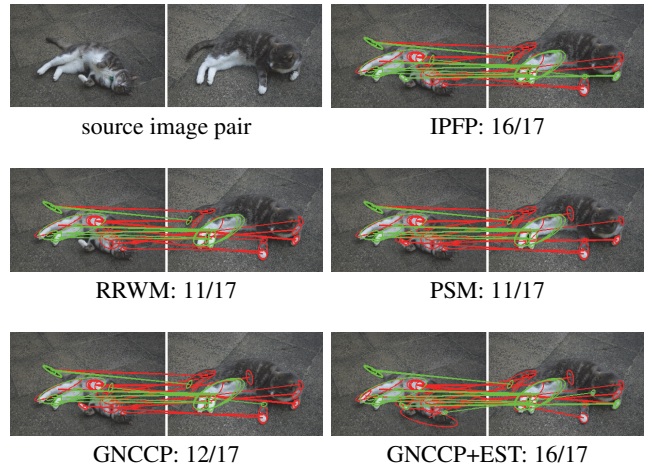 source image pair
IPFP: 16/17
RRWM: 11/17
PSM: 11/17
GNCCP: 12/17
GNCCP+EST: 16/17